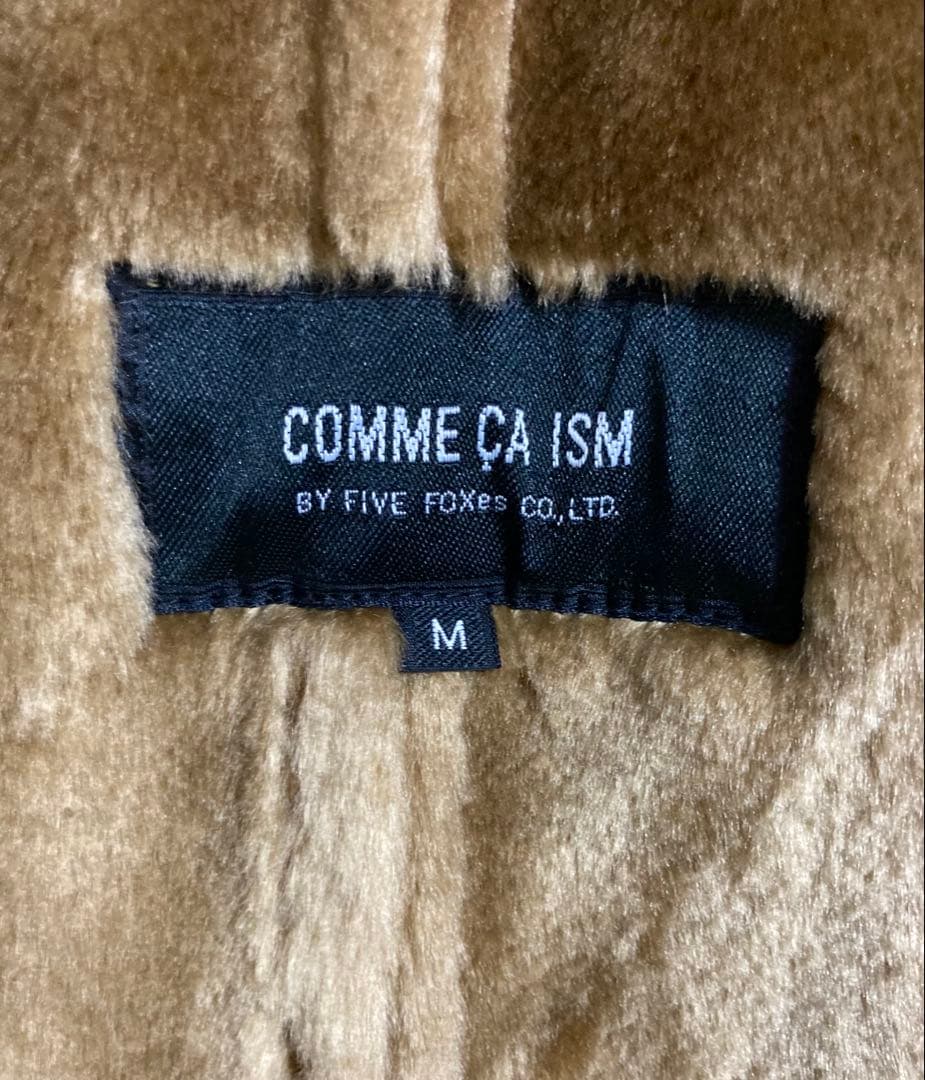 COMME ÇA ISM
BY FIVE FOXes CO.,LTD.
M